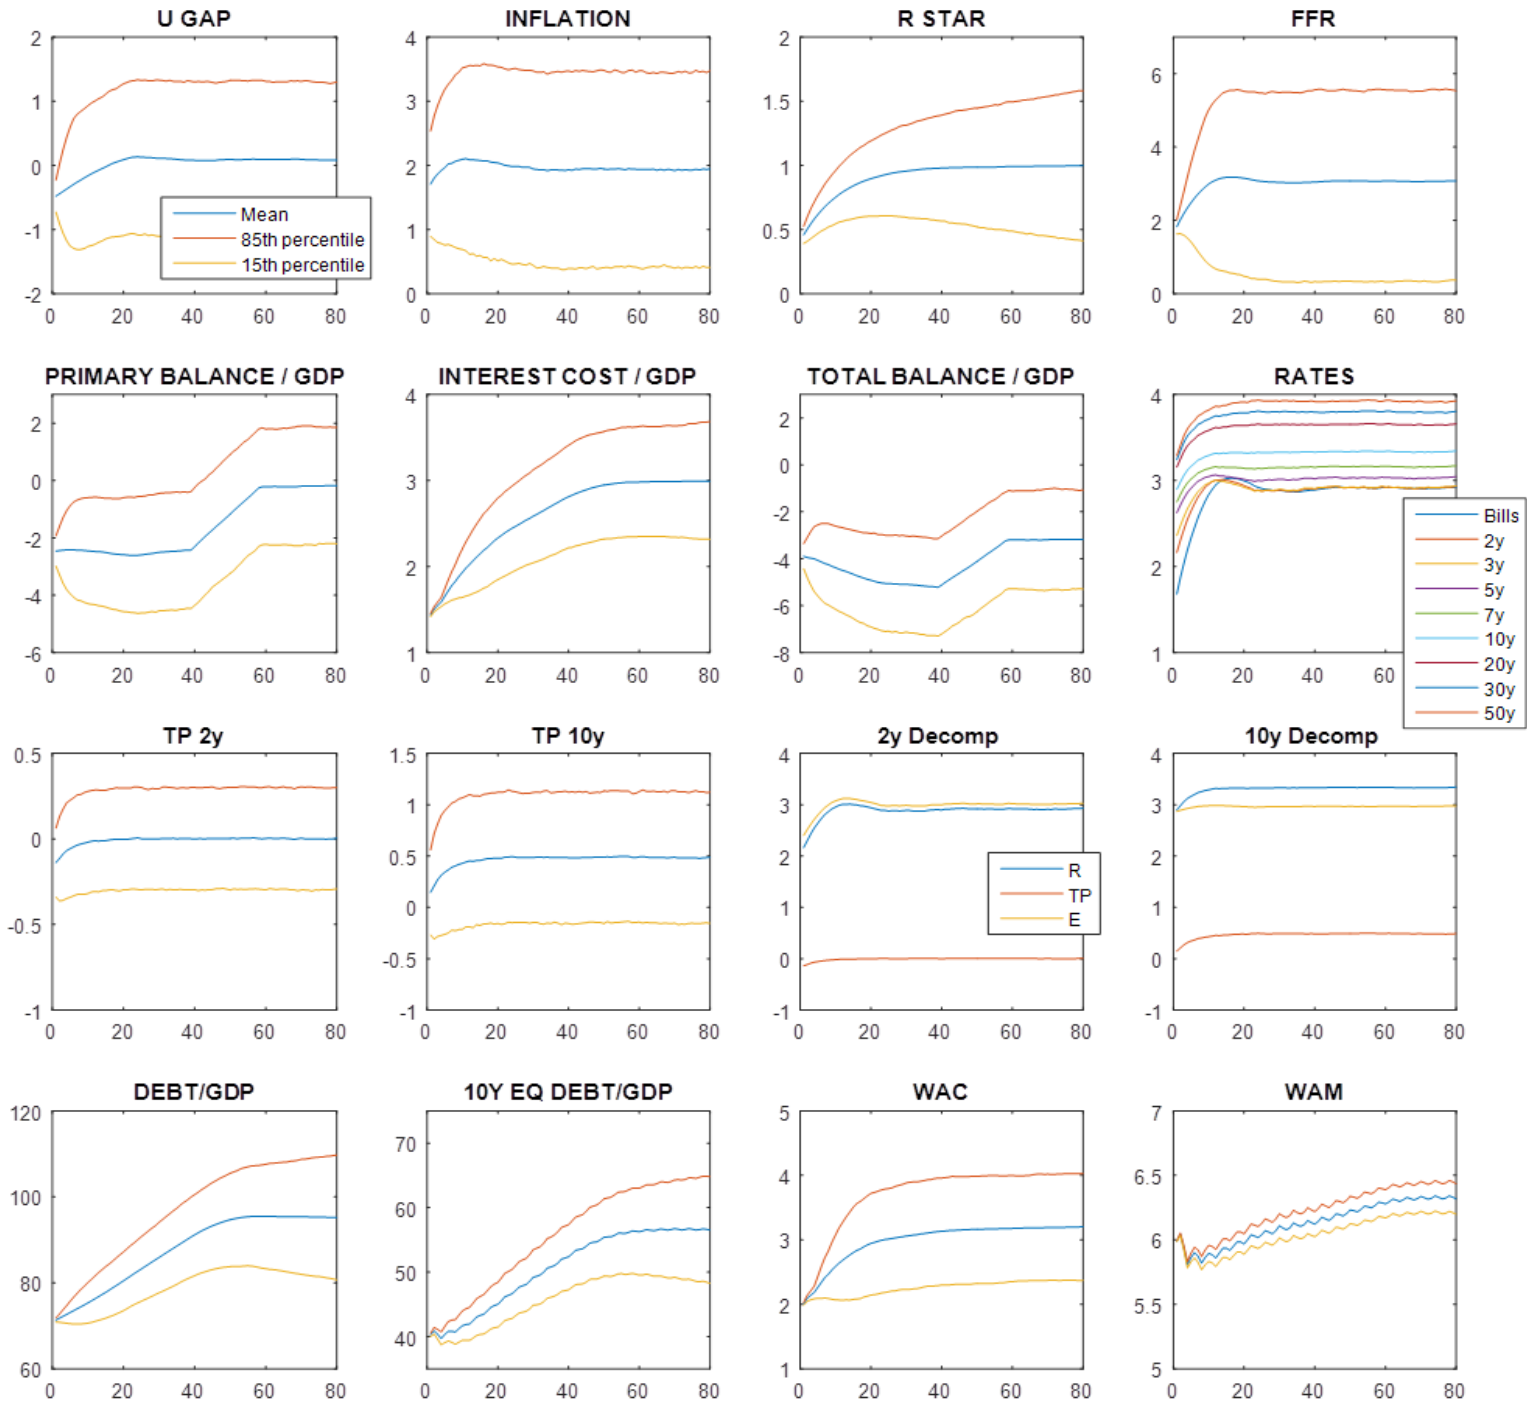 U GAP
2
1
0
-1
-2
0 20 40 60 80
Mean
85th percentile
15th percentile
INFLATION
4
3
2
1
0
0 20 40 60 80
R STAR
2
1.5
1
0.5
0
0 20 40 60 80
FFR
6
4
2
0
0 20 40 60 80
PRIMARY BALANCE / GDP
2
0
-2
-4
-6
0 20 40 60 80
INTEREST COST / GDP
4
3
2
1
0 20 40 60 80
TOTAL BALANCE / GDP
2
0
-2
-4
-6
-8
0 20 40 60 80
RATES
4
3
2
1
0 20 40 60
Bills
2y
3y
5y
7y
10y
20y
30y
50y
TP 2y
0.5
0
-0.5
-1
0 20 40 60 80
TP 10y
1.5
1
0.5
0
-0.5
-1
0 20 40 60 80
2y Decomp
4
3
2
1
0
-1
0 20 40 60 80
R
TP
E
10y Decomp
4
3
2
1
0
-1
0 20 40 60 80
DEBT/GDP
120
100
80
60
0 20 40 60 80
10Y EQ DEBT/GDP
70
60
50
40
0 20 40 60 80
WAC
5
4
3
2
1
0 20 40 60 80
WAM
7
6.5
6
5.5
5
0 20 40 60 80